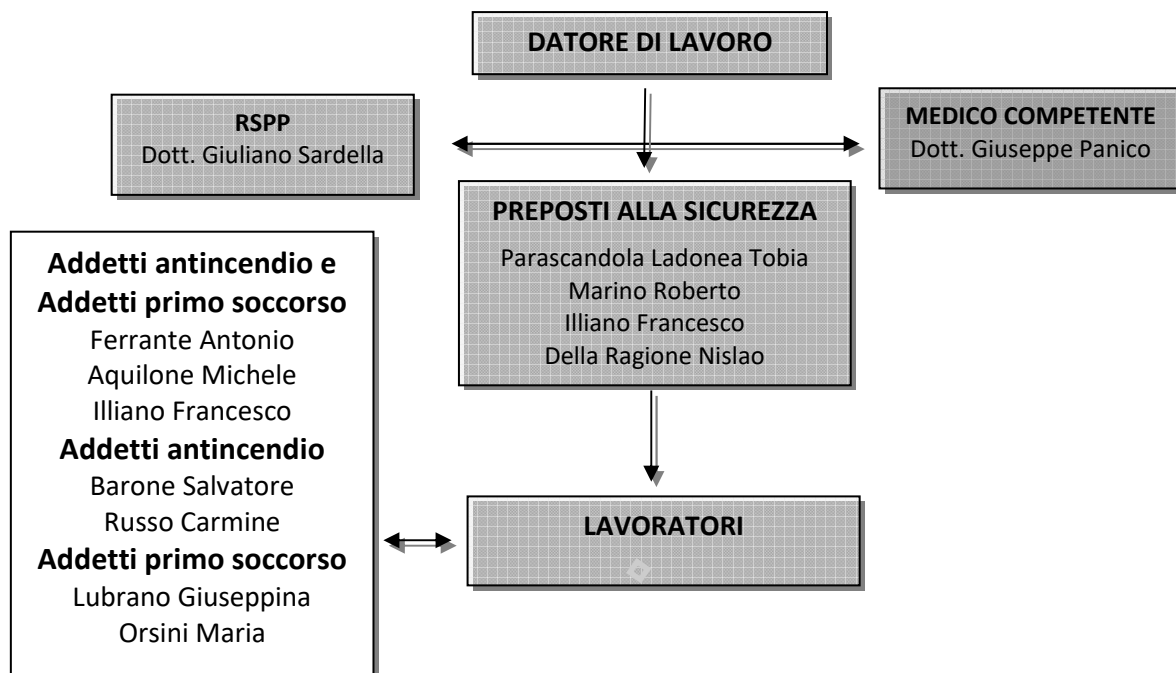 DATORE DI LAVORO
RSPP
Dott. Giuliano Sardella
MEDICO COMPETENTE
Dott. Giuseppe Panico
PREPOSTI ALLA SICUREZZA
Parascandola Ladonea Tobia
Marino Roberto
Illiano Francesco
Della Ragione Nislao
Addetti antincendio e
Addetti primo soccorso
Ferrante Antonio
Aquilone Michele
Illiano Francesco
Addetti antincendio
Barone Salvatore
Russo Carmine
Addetti primo soccorso
Lubrano Giuseppina
Orsini Maria
LAVORATORI